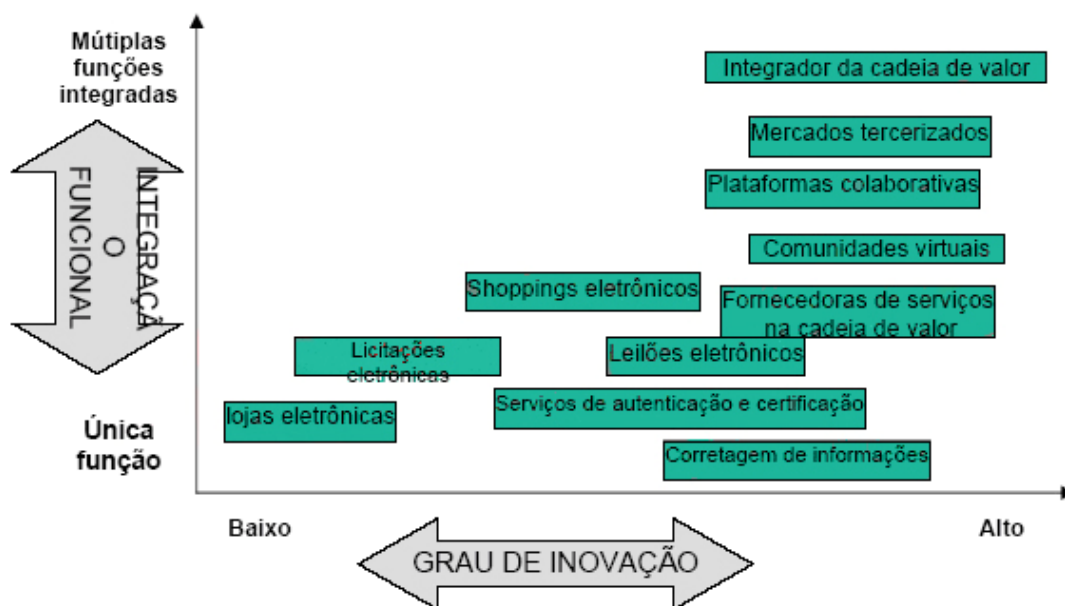 Mútiplas
funções
integradas
Integrador da cadeia de valor
Mercados tercerizados
Plataformas colaborativas
INTEGRAÇÃ
O
FUNCIONAL
Comunidades virtuais
Shoppings eletrônicos
Fornecedoras de serviços
na cadeia de valor
Licitações
eletrônicas
Leilões eletrônicos
lojas eletrônicas
Serviços de autenticação e certificação
Única
função
Corretagem de informações
Baixo
Alto
GRAU DE INOVAÇÃO